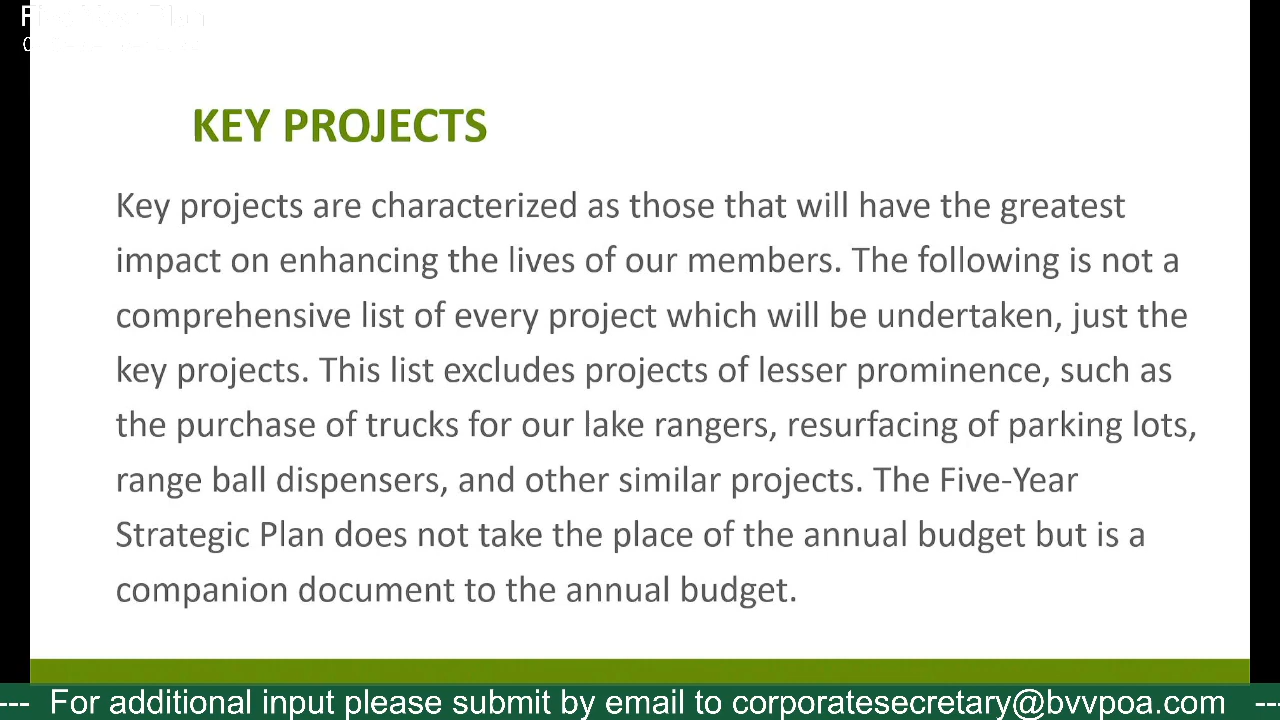 KEY PROJECTS
Key projects are characterized as those that will have the greatest
impact on enhancing the lives of our members. The following is not a
comprehensive list of every project which will be undertaken, just the
key projects. This list excludes projects of lesser prominence, such as
the purchase of trucks for our lake rangers, resurfacing of parking lots,
range ball dispensers, and other similar projects. The Five-Year
Strategic Plan does not take the place of the annual budget but is a
companion document to the annual budget.
--- For additional input please submit by email to corporatesecretary@bvvpoa.com --